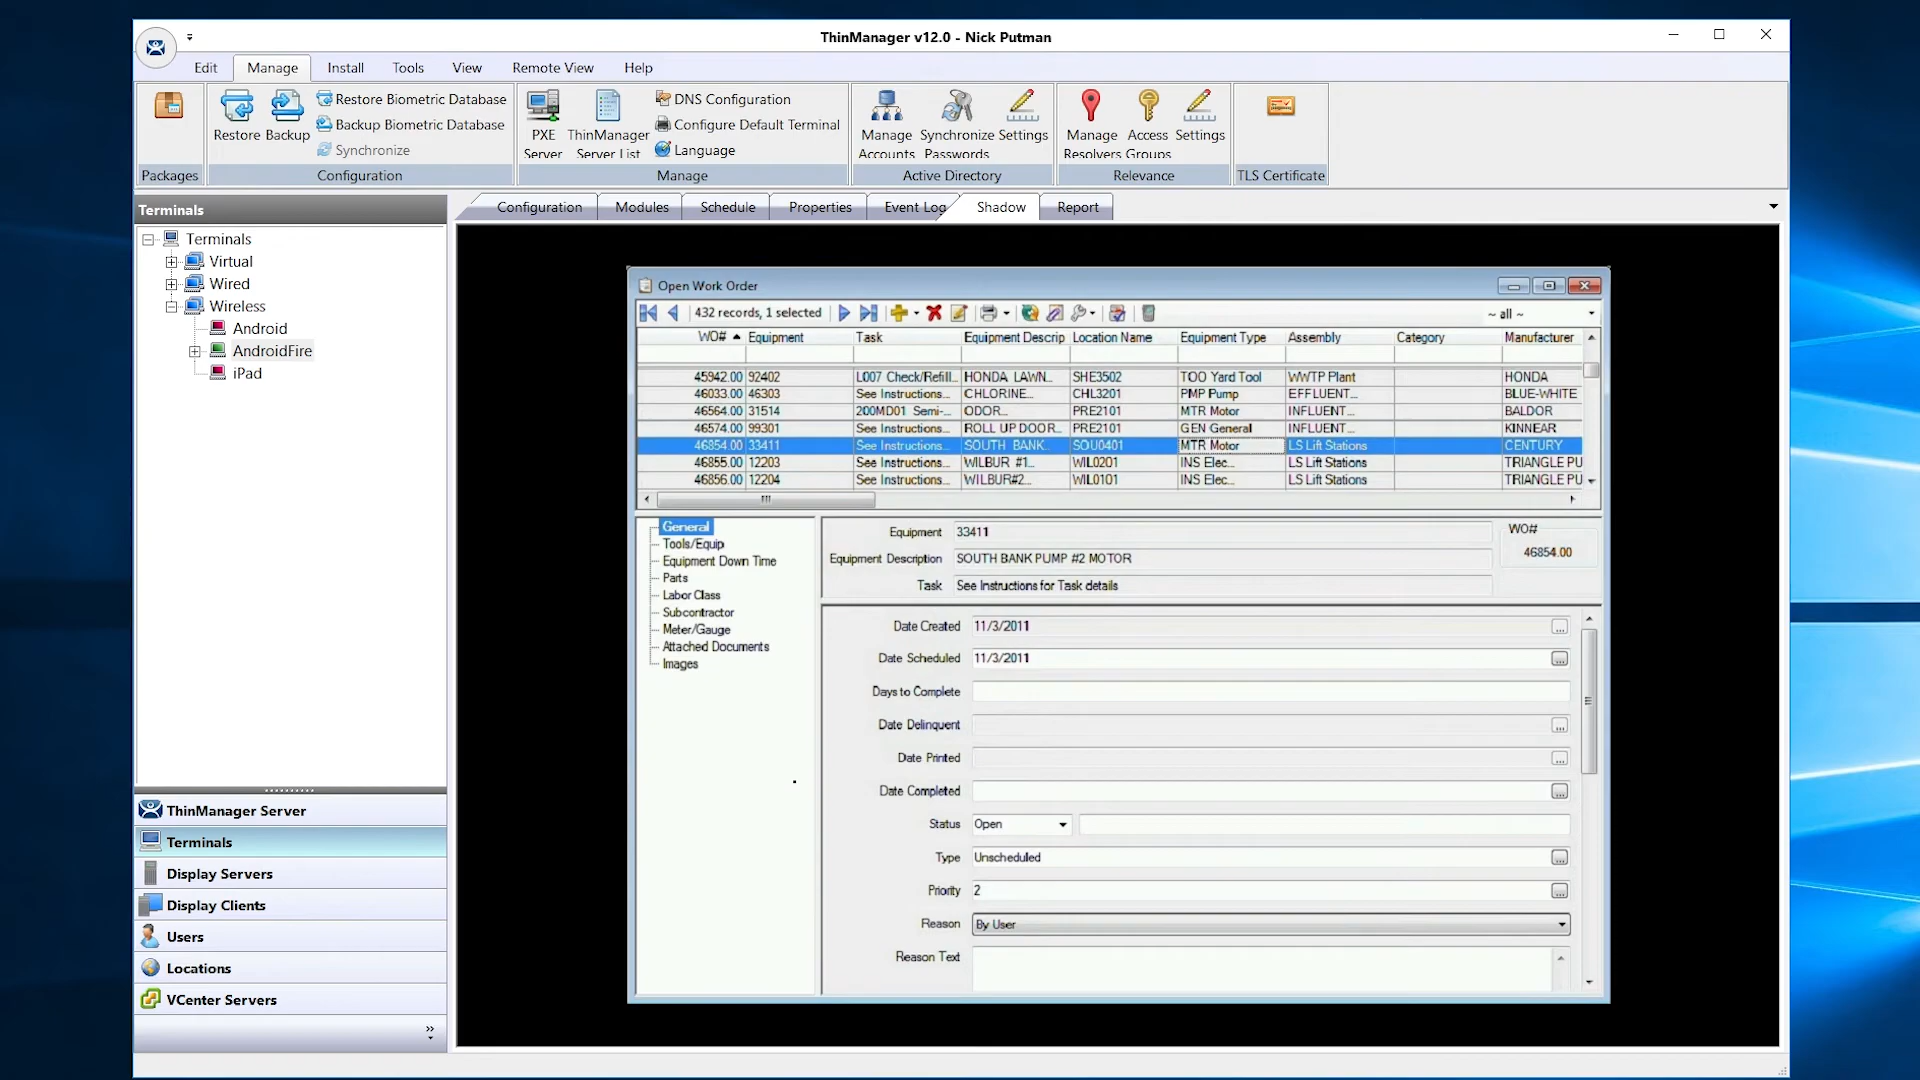 ThinManager v12.0 - Nick Putman
Edit Manage Install Tools View Remote View Help
Restore Backup Restore Biometric Database
Backup Biometric Database
Synchronize
PXE Server ThinManager Server List DNS Configuration
Configure Default Terminal
Language
Manage Accounts Synchronize Passwords Settings
Manage Resolvers Access Groups Settings
Packages Configuration Manage Active Directory Relevance TLS Certificate
Terminals
Configuration Modules Schedule Properties Event Log Shadow Report
Terminals
Virtual
Wired
Wireless
Android
AndroidFire
iPad
ThinManager Server
Terminals
Display Servers
Display Clients
Users
Locations
VCenter Servers
Open Work Order
432 records, 1 selected ~ all ~
WO# Equipment Task Equipment Descrip Location Name Equipment Type Assembly Category Manufacturer
45942.00 92402 L007 Check/Refill... HONDA LAWN... SHE3502 TOO Yard Tool WWTP Plant HONDA
46033.00 46303 See Instructions... CHLORINE... CHL3201 PMP Pump EFFLUENT... BLUE-WHITE
46564.00 31514 200MD01 Semi-... ODOR... PRE2101 MTR Motor INFLUENT... BALDOR
46574.00 99301 See Instructions... ROLL UP DOOR... PRE2101 GEN General INFLUENT... KINNEAR
46854.00 33411 See Instructions... SOUTH BANK... SOU0401 MTR Motor LS Lift Stations CENTURY
46855.00 12203 See Instructions... WILBUR #1... WIL0201 INS Elec... LS Lift Stations TRIANGLE PU
46856.00 12204 See Instructions... WILBUR#2... WIL0101 INS Elec... LS Lift Stations TRIANGLE PU
General
Tools/Equip
Equipment Down Time
Parts
Labor Class
Subcontractor
Meter/Gauge
Attached Documents
Images
Equipment 33411
Equipment Description SOUTH BANK PUMP #2 MOTOR
Task See Instructions for Task details
WO#
46854.00
Date Created 11/3/2011
Date Scheduled 11/3/2011
Days to Complete
Date Delinquent
Date Printed
Date Completed
Status Open
Type Unscheduled
Priority 2
Reason By User
Reason Text